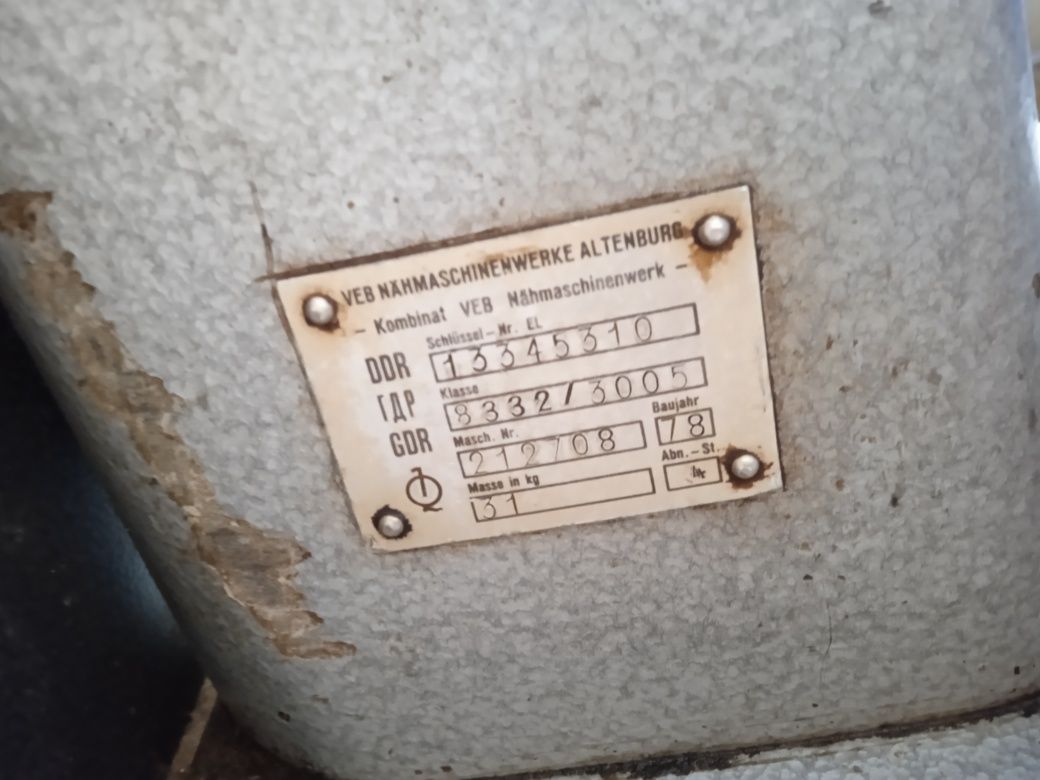 VEB NÄHMASCHINENWERKE ALTENBURG
- Kombinat VEB Nähmaschinenwerk -
Schlüssel-Nr. EL
DDR 13345310
Klasse
ГДР 8332/3005
Masch. Nr. Baujahr
GDR 212708 78
Masse in kg Abn.-St.
31 4